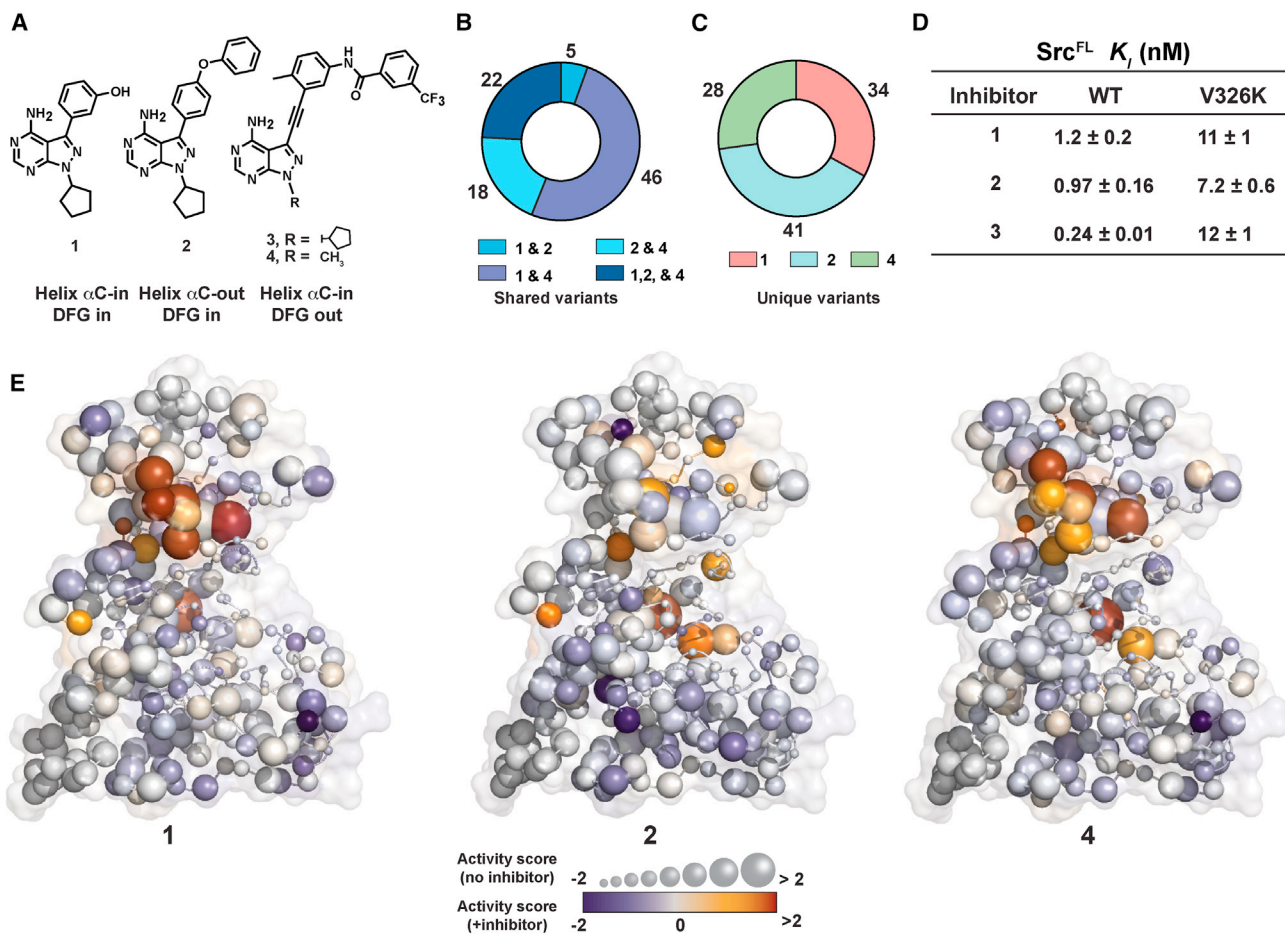 A
NH₂
OH
N
N
N
N
1
Helix αC-in
DFG in
O
NH₂
N
N
N
N
2
Helix αC-out
DFG in
H
N
O
CF₃
NH₂
N
N
N
N
R
3, R =
4, R = CH₃
Helix αC-in
DFG out
B
5
22
18
46
1 & 2
2 & 4
1 & 4
1,2, & 4
Shared variants
C
28
34
41
1
2
4
Unique variants
D
Src^FL K_I (nM)
Inhibitor WT V326K
1 1.2 ± 0.2 11 ± 1
2 0.97 ± 0.16 7.2 ± 0.6
3 0.24 ± 0.01 12 ± 1
E
1
2
4
Activity score
(no inhibitor)
-2
> 2
Activity score
(+inhibitor)
-2
0
>2